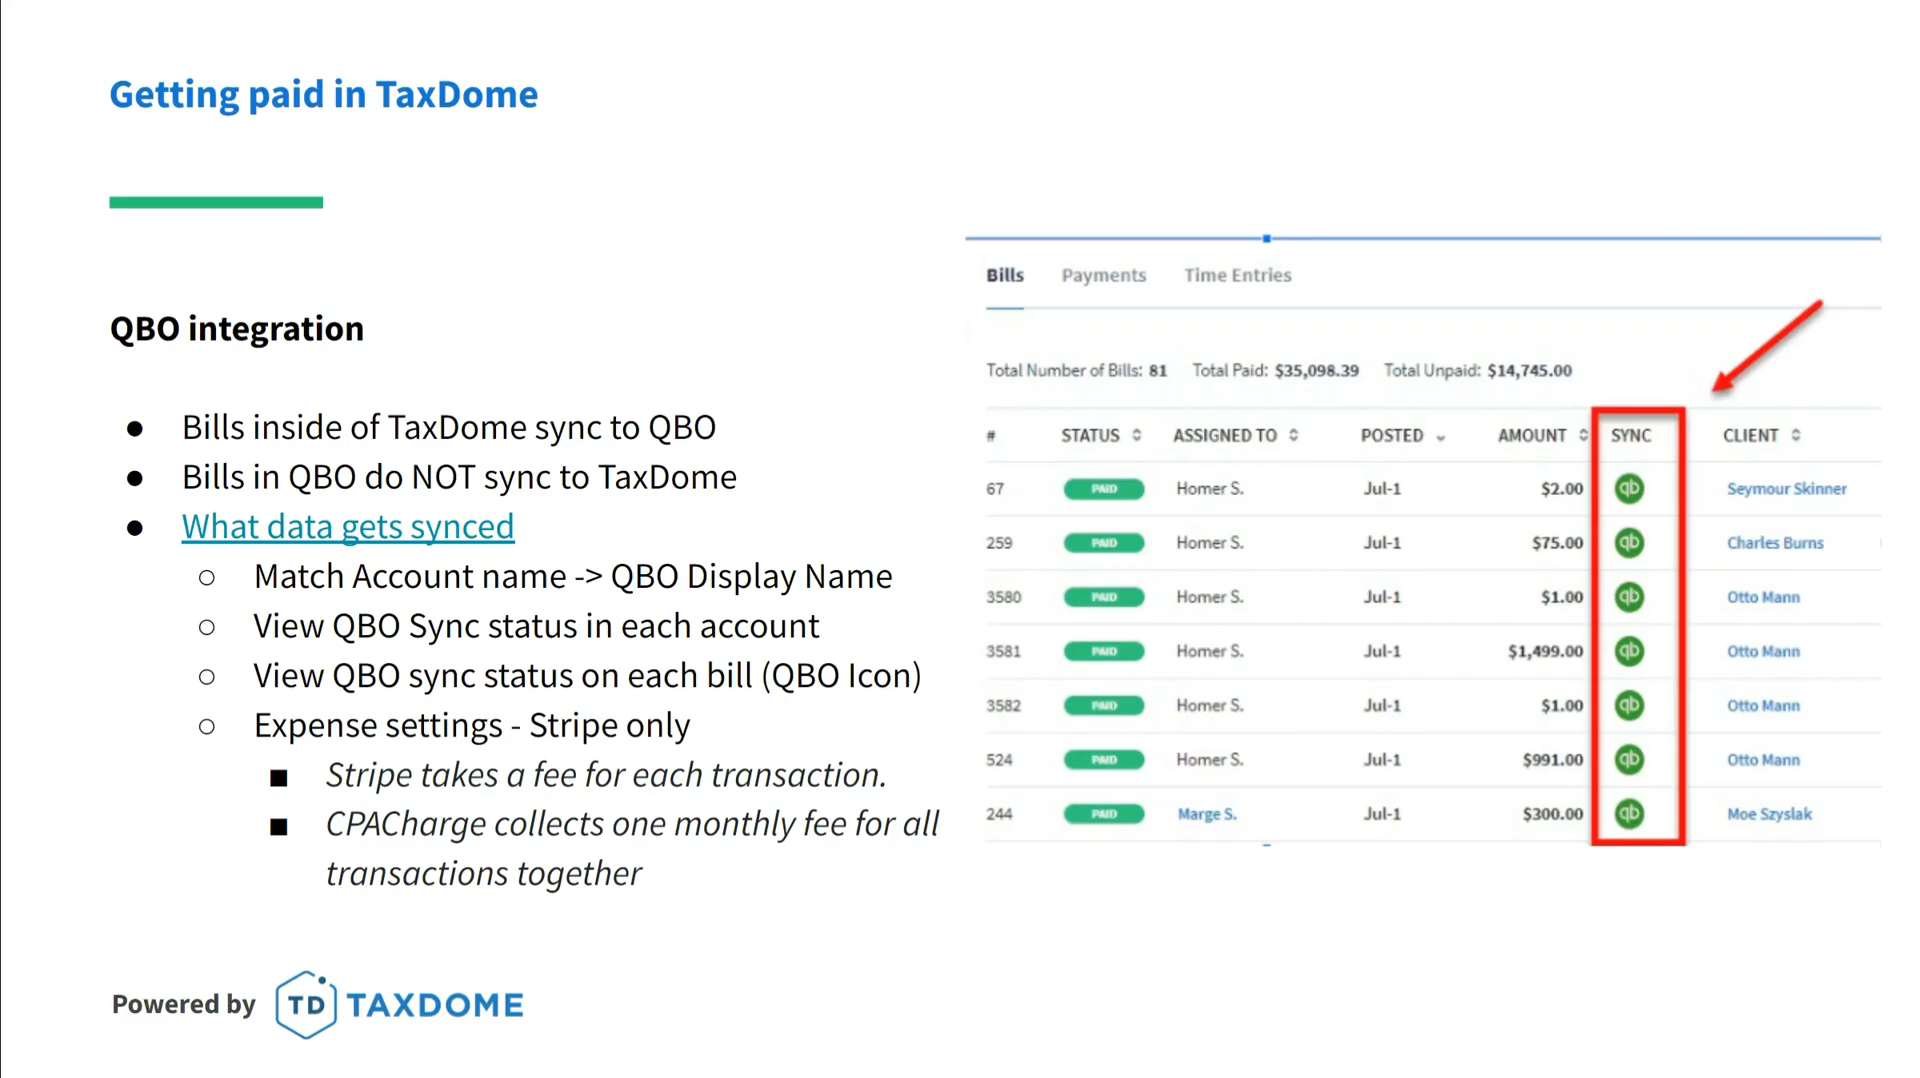 Getting paid in TaxDome
QBO integration
● Bills inside of TaxDome sync to QBO
● Bills in QBO do NOT sync to TaxDome
● What data gets synced
○ Match Account name -> QBO Display Name
○ View QBO Sync status in each account
○ View QBO sync status on each bill (QBO Icon)
○ Expense settings - Stripe only
■ Stripe takes a fee for each transaction.
■ CPACharge collects one monthly fee for all
transactions together
Bills Payments Time Entries
Total Number of Bills: 81 Total Paid: $35,098.39 Total Unpaid: $14,745.00
# STATUS ASSIGNED TO POSTED AMOUNT SYNC CLIENT
67 PAID Homer S. Jul-1 $2.00 qb Seymour Skinner
259 PAID Homer S. Jul-1 $75.00 qb Charles Burns
3580 PAID Homer S. Jul-1 $1.00 qb Otto Mann
3581 PAID Homer S. Jul-1 $1,499.00 qb Otto Mann
3582 PAID Homer S. Jul-1 $1.00 qb Otto Mann
524 PAID Homer S. Jul-1 $991.00 qb Otto Mann
244 PAID Marge S. Jul-1 $300.00 qb Moe Szyslak
Powered by TD TAXDOME